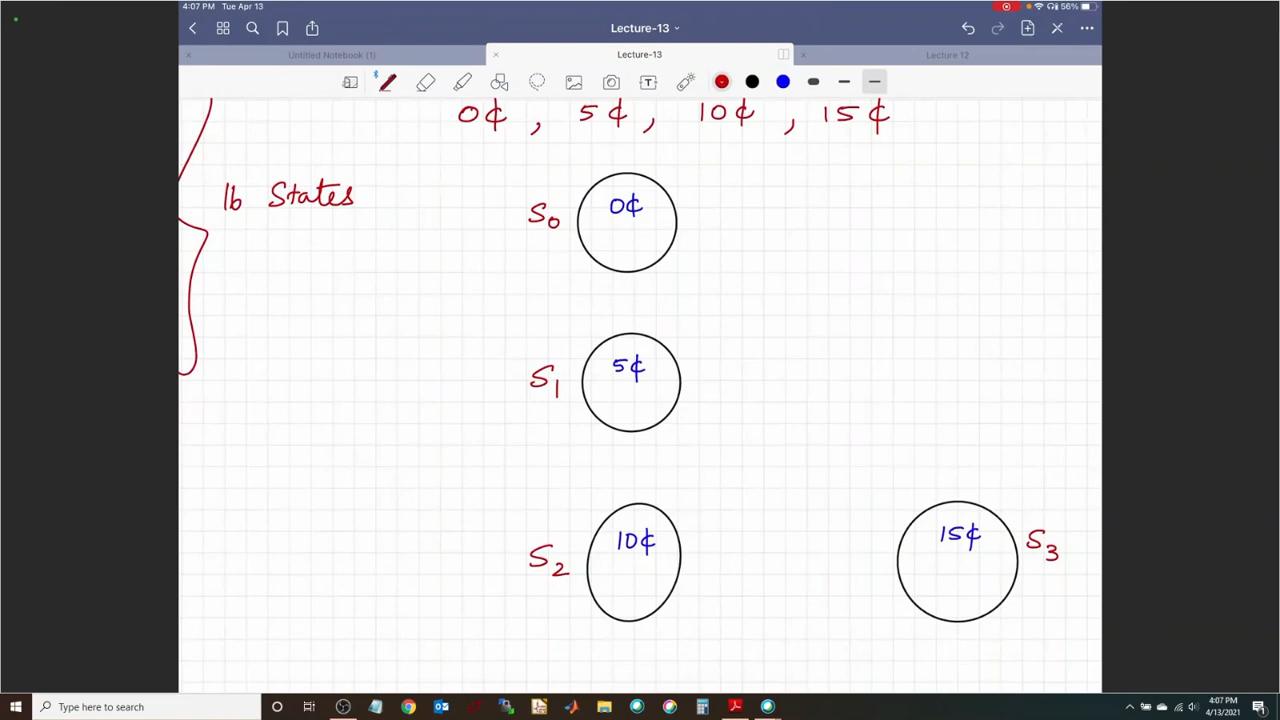 4:07 PM Tue Apr 13
56%
Lecture-13
Untitled Notebook (1)
Lecture-13
Lecture 12
0¢ , 5¢ , 10¢ , 15¢
16 States
S0 0¢
S1 5¢
S2 10¢
15¢ S3
Type here to search
4:07 PM
4/13/2021